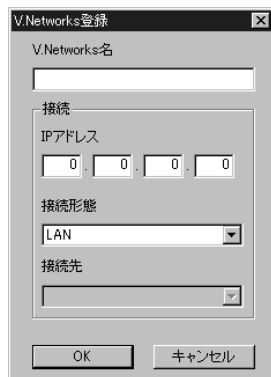 V.Networks登録
V.Networks名
接続
IPアドレス
0 . 0 . 0 . 0
接続形態
LAN
接続先
OK キャンセル